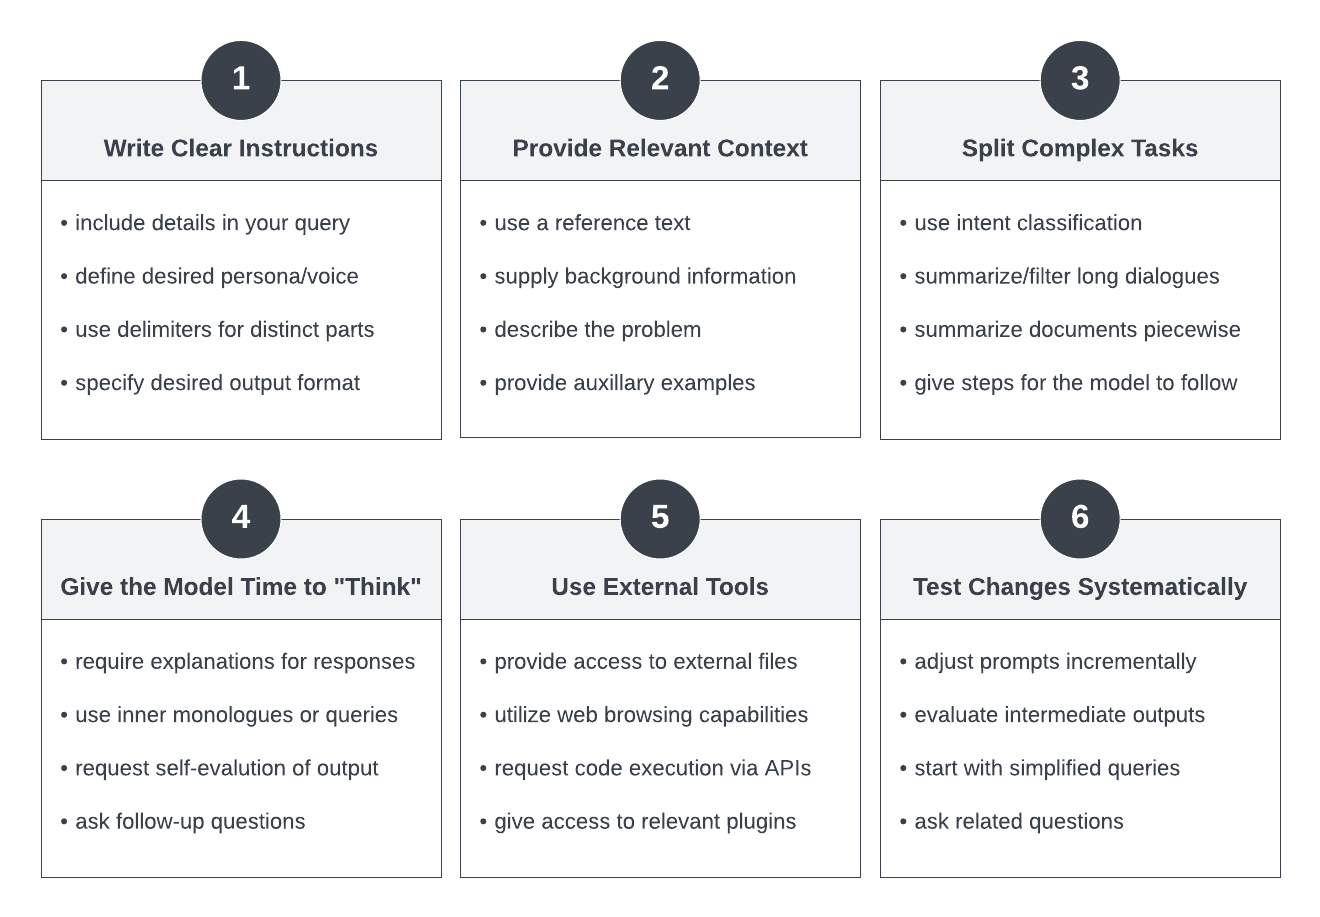 1
Write Clear Instructions
• include details in your query
• define desired persona/voice
• use delimiters for distinct parts
• specify desired output format
2
Provide Relevant Context
• use a reference text
• supply background information
• describe the problem
• provide auxillary examples
3
Split Complex Tasks
• use intent classification
• summarize/filter long dialogues
• summarize documents piecewise
• give steps for the model to follow
4
Give the Model Time to "Think"
• require explanations for responses
• use inner monologues or queries
• request self-evalution of output
• ask follow-up questions
5
Use External Tools
• provide access to external files
• utilize web browsing capabilities
• request code execution via APIs
• give access to relevant plugins
6
Test Changes Systematically
• adjust prompts incrementally
• evaluate intermediate outputs
• start with simplified queries
• ask related questions